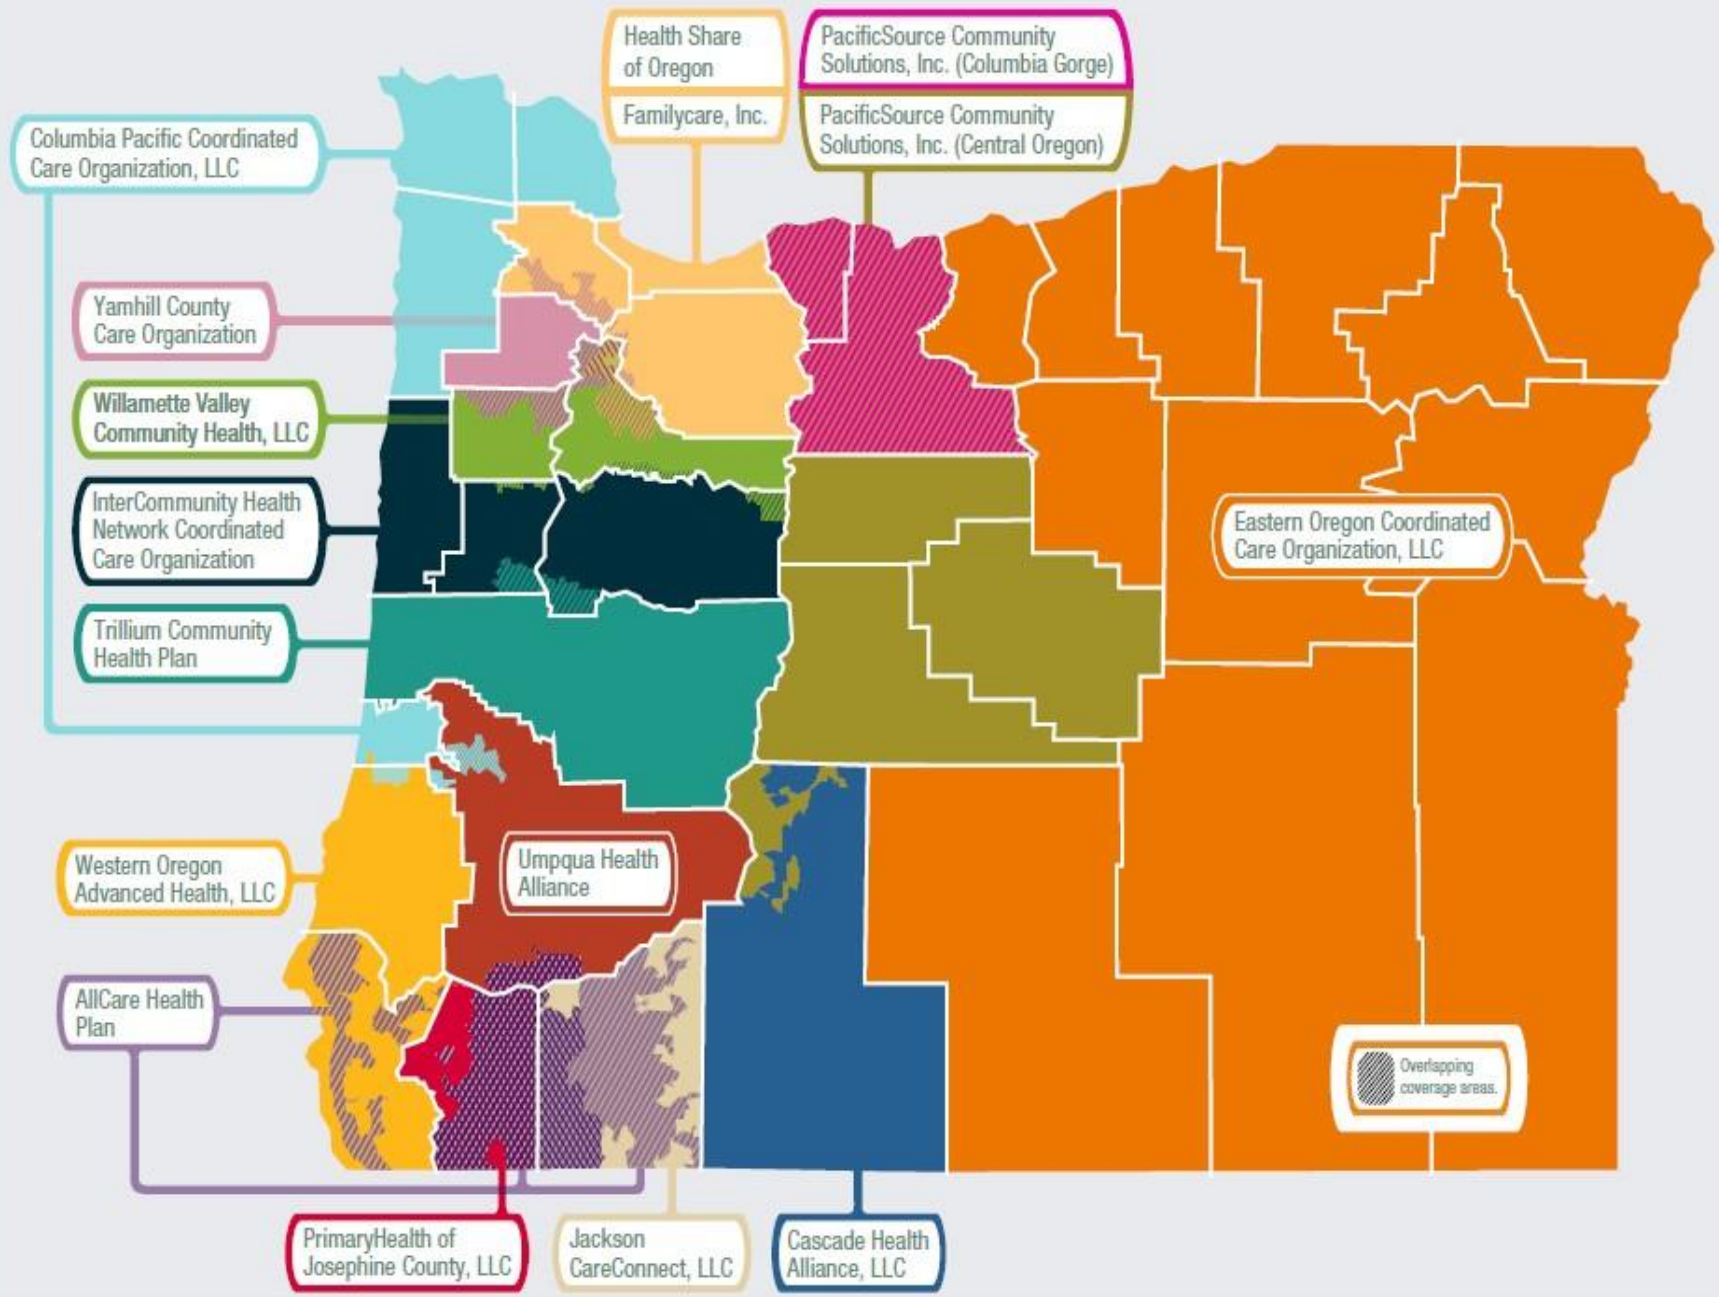 Health Share
of Oregon
Familycare, Inc.
PacificSource Community
Solutions, Inc. (Columbia Gorge)
PacificSource Community
Solutions, Inc. (Central Oregon)
Columbia Pacific Coordinated
Care Organization, LLC
Yamhill County
Care Organization
Willamette Valley
Community Health, LLC
InterCommunity Health
Network Coordinated
Care Organization
Eastern Oregon Coordinated
Care Organization, LLC
Trillium Community
Health Plan
Western Oregon
Advanced Health, LLC
Umpqua Health
Alliance
AllCare Health
Plan
Overlapping
coverage areas.
PrimaryHealth of
Josephine County, LLC
Jackson
CareConnect, LLC
Cascade Health
Alliance, LLC